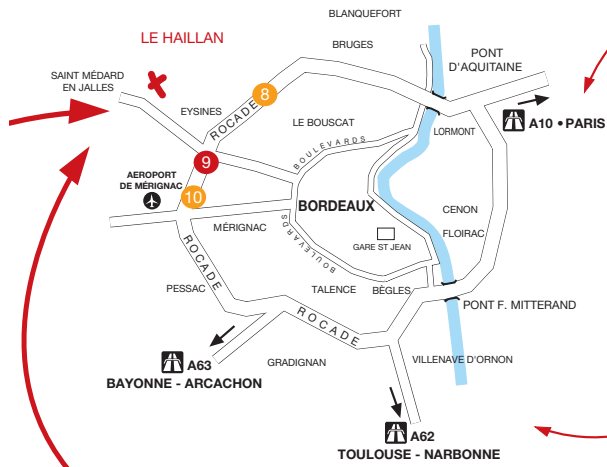 BLANQUEFORT
LE HAILLAN
BRUGES
PONT
D'AQUITAINE
SAINT MÉDARD
EN JALLES
8
EYSINES
ROCADE
LE BOUSCAT
A10 • PARIS
LORMONT
BOULEVARDS
9
AEROPORT
DE MÉRIGNAC
10
BORDEAUX
CENON
FLOIRAC
MÉRIGNAC
GARE ST JEAN
BOULEVARDS
ROCADE
PESSAC
TALENCE
BÈGLES
PONT F. MITTERAND
ROCADE
A63
BAYONNE - ARCACHON
GRADIGNAN
VILLENAVE D'ORNON
A62
TOULOUSE - NARBONNE